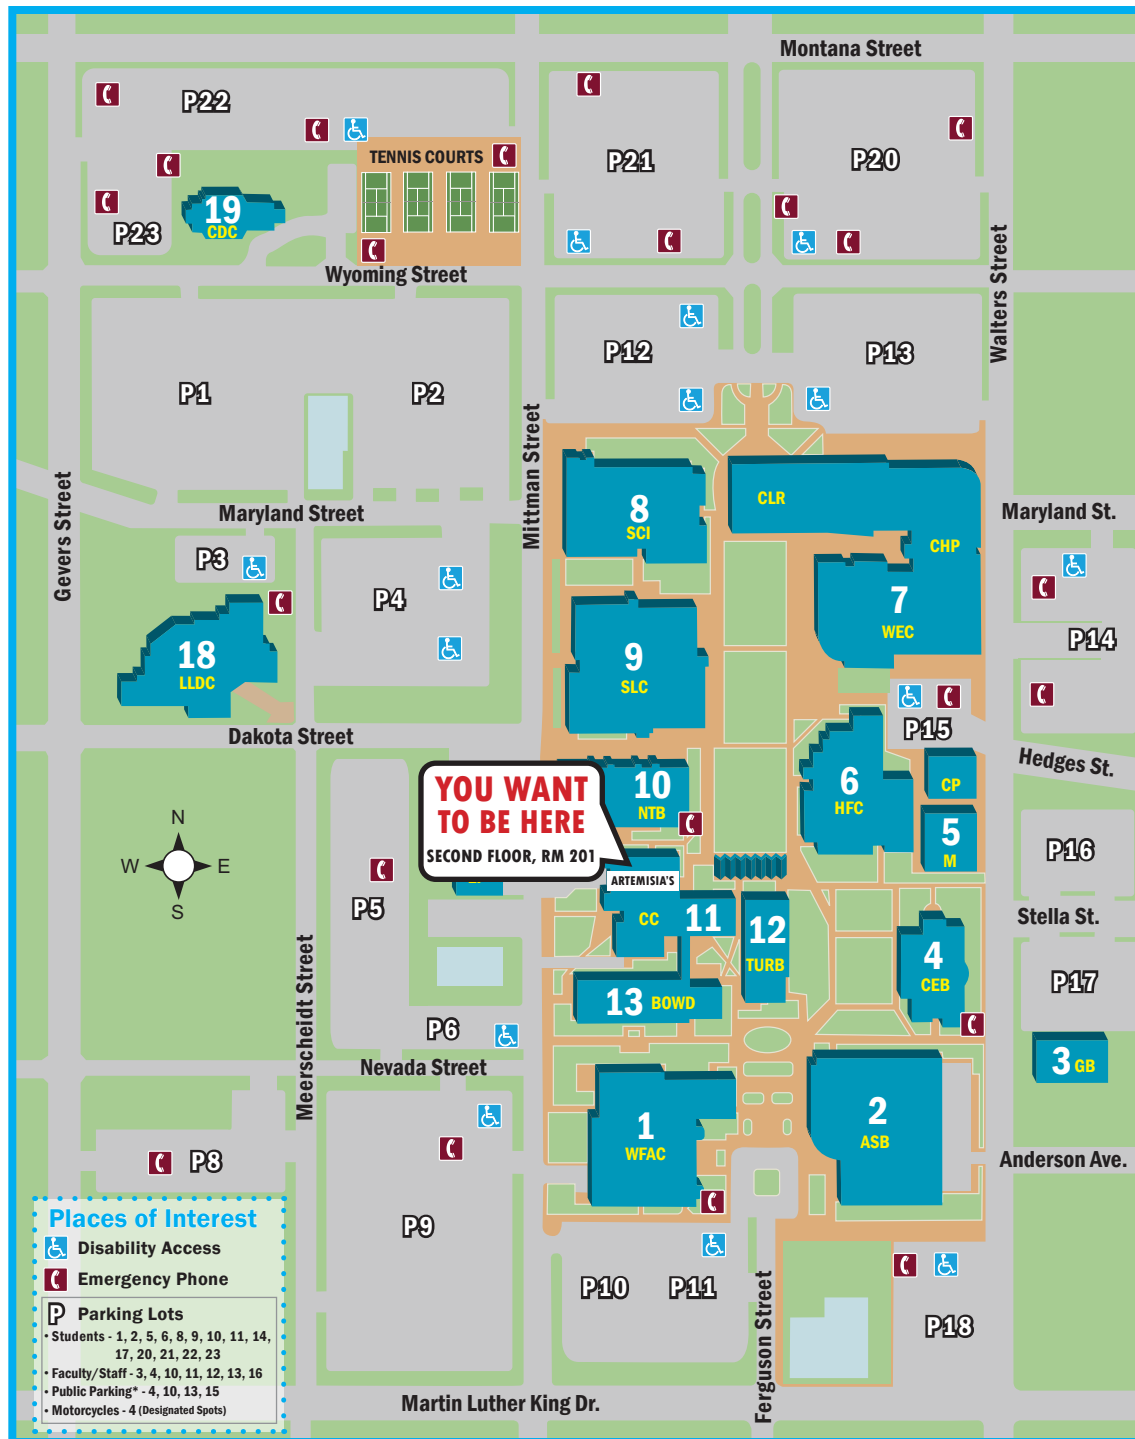 Montana Street
P22
TENNIS COURTS
P21
P20
P23
19
CDC
Wyoming Street
Walters Street
P12
P13
P1
P2
Mittman Street
Gevers Street
Maryland Street
8
SCI
CLR
CHP
Maryland St.
P3
P4
7
WEC
P14
18
LLDC
9
SLC
Dakota Street
P15
Hedges St.
YOU WANT
TO BE HERE
SECOND FLOOR, RM 201
10
NTB
6
HFC
CP
5
M
P16
N
W
E
S
ARTEMISIA'S
P5
CC
11
12
TURB
Stella St.
4
CEB
P17
Meerscheidt Street
13 BOWD
P6
Nevada Street
3 GB
1
WFAC
2
ASB
P8
Anderson Ave.
P9
P10
P11
Ferguson Street
P18
Martin Luther King Dr.
Places of Interest
Disability Access
Emergency Phone
P Parking Lots
• Students - 1, 2, 5, 6, 8, 9, 10, 11, 14,
17, 20, 21, 22, 23
• Faculty/Staff - 3, 4, 10, 11, 12, 13, 16
• Public Parking* - 4, 10, 13, 15
• Motorcycles - 4 (Designated Spots)